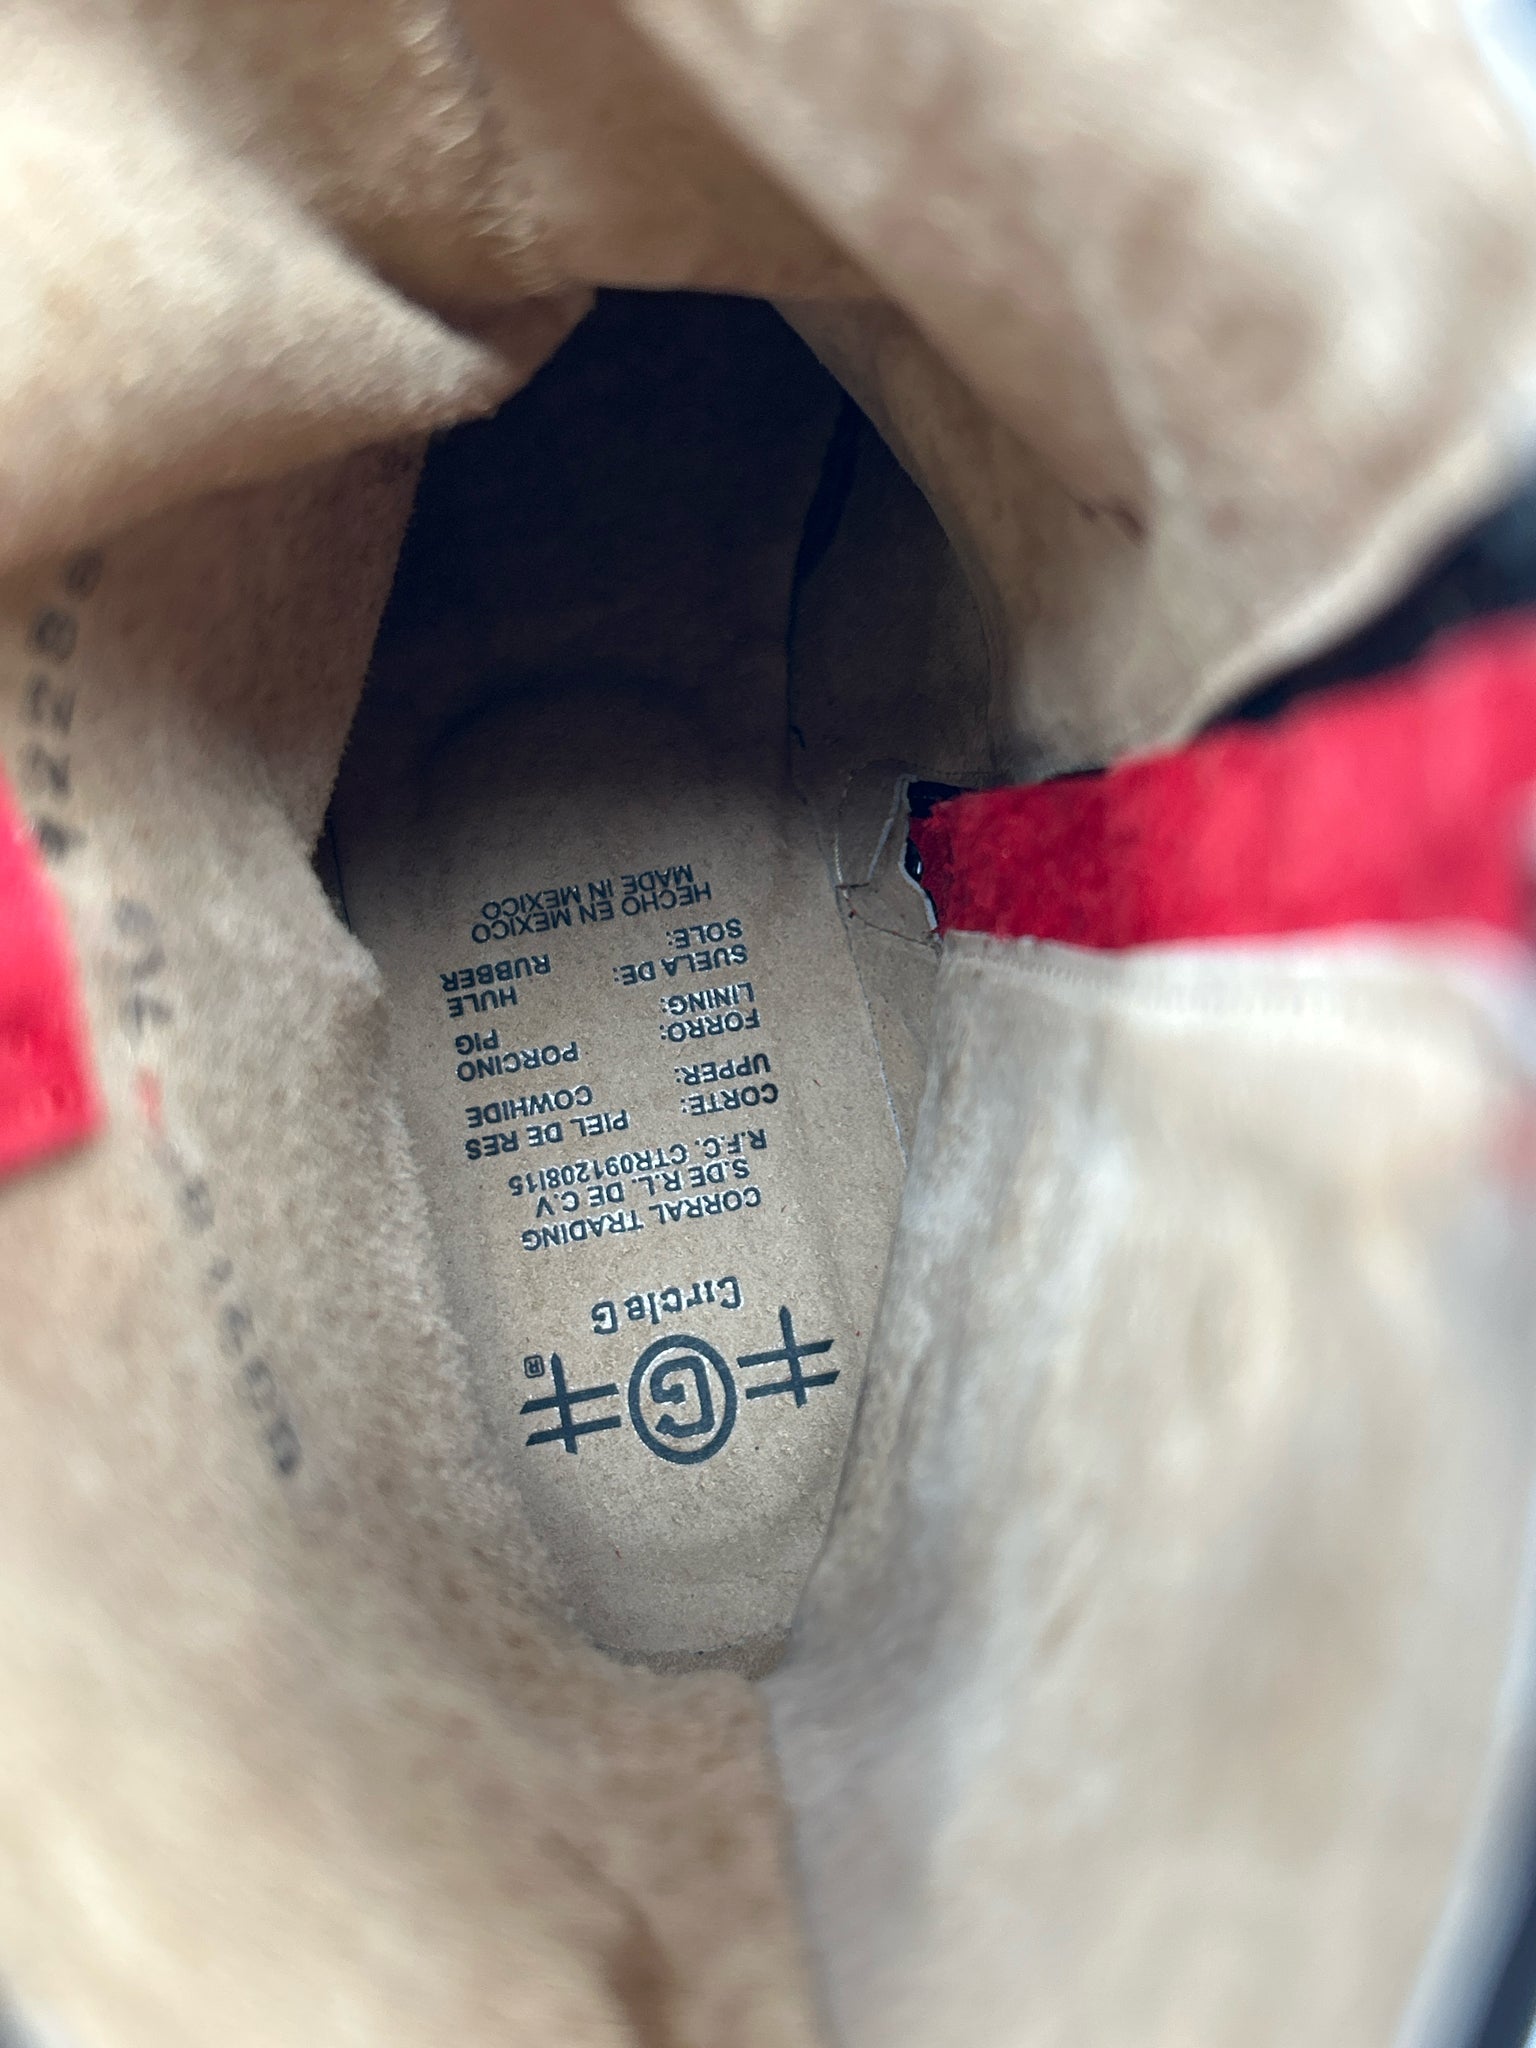 #G# ®
Circle G
CORRAL TRADING
S.DE R.L. DE C.V
R.F.C. CTR091208I15
CORTE: PIEL DE RES
UPPER: COWHIDE
FORRO: PORCINO
LINING: PIG
SUELA DE: HULE
SOLE: RUBBER
HECHO EN MEXICO
MADE IN MEXICO